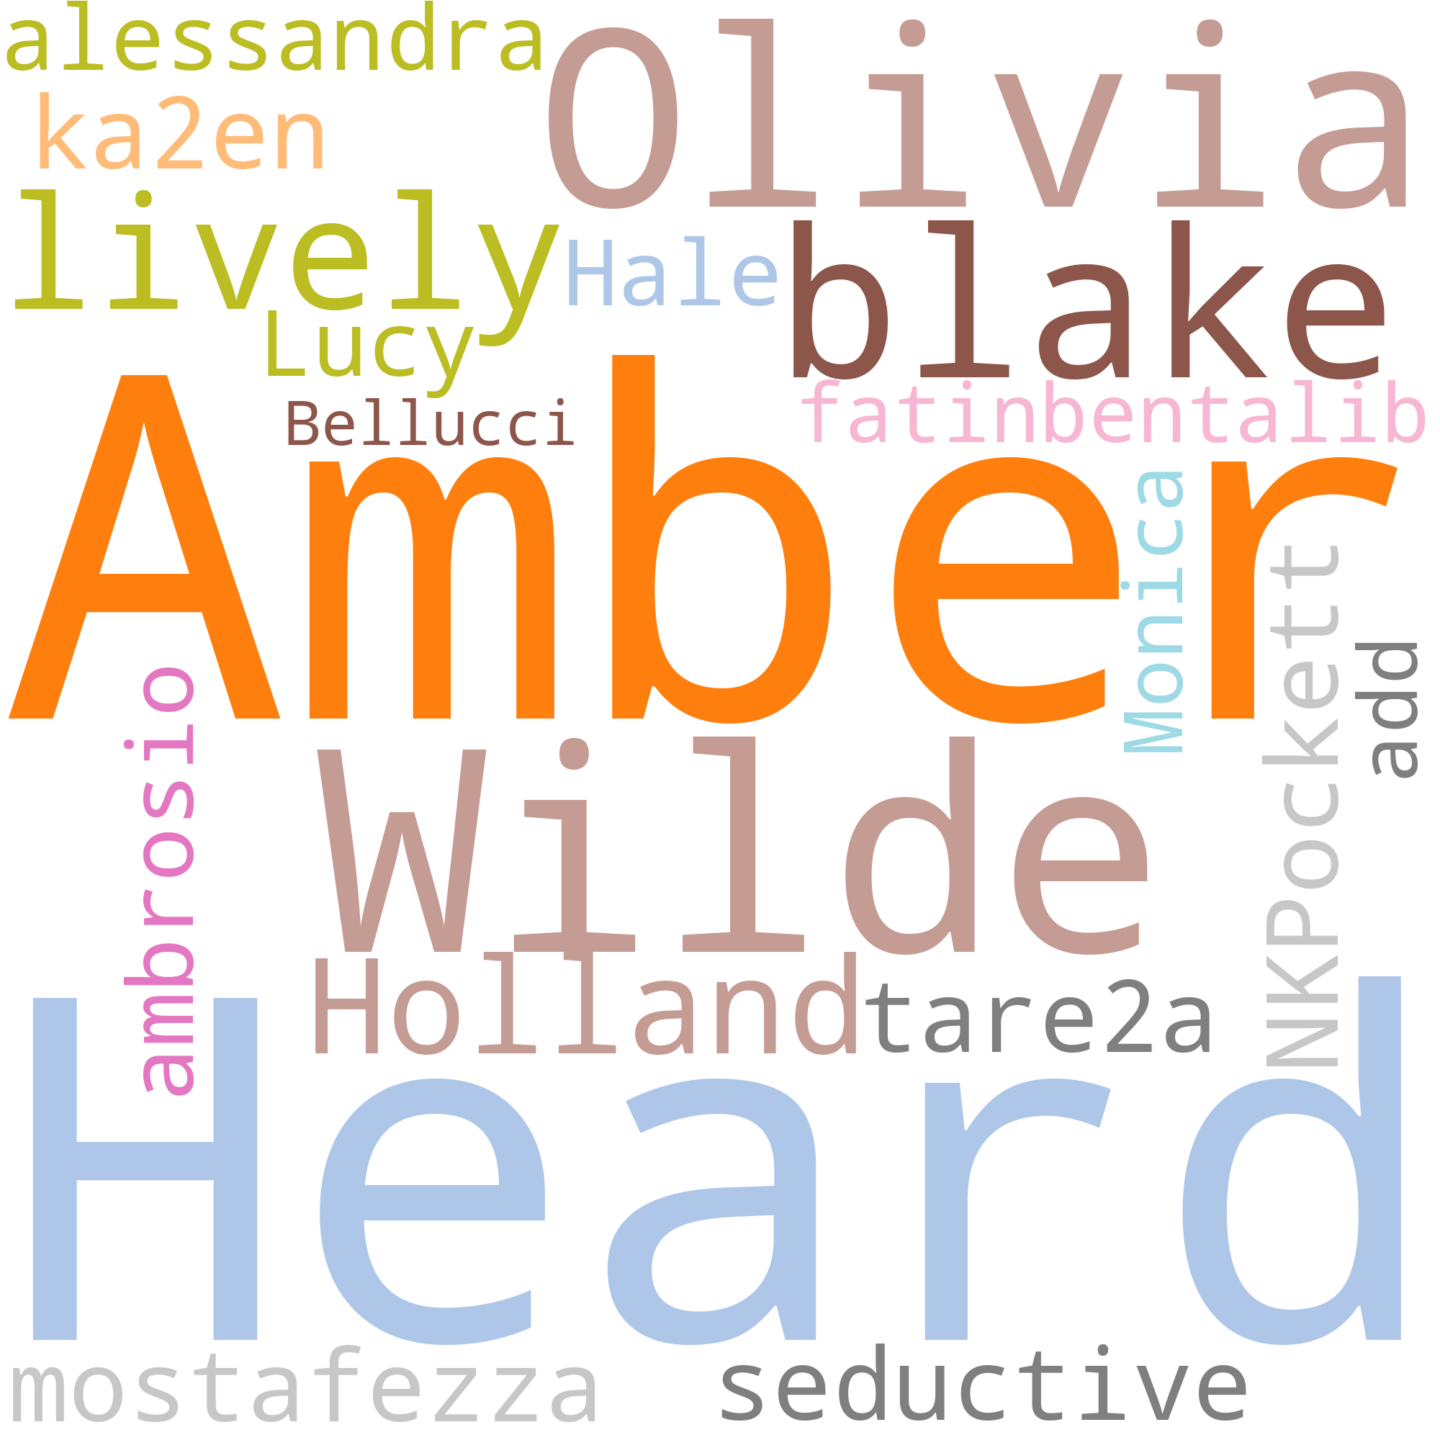 alessandra
Olivia
ka2en
lively
Hale
blake
Lucy
Bellucci
fatinbentalib
Amber
Monica
NKPockett
add
ambrosio
Wilde
Holland
tare2a
Heard
mostafezza
seductive